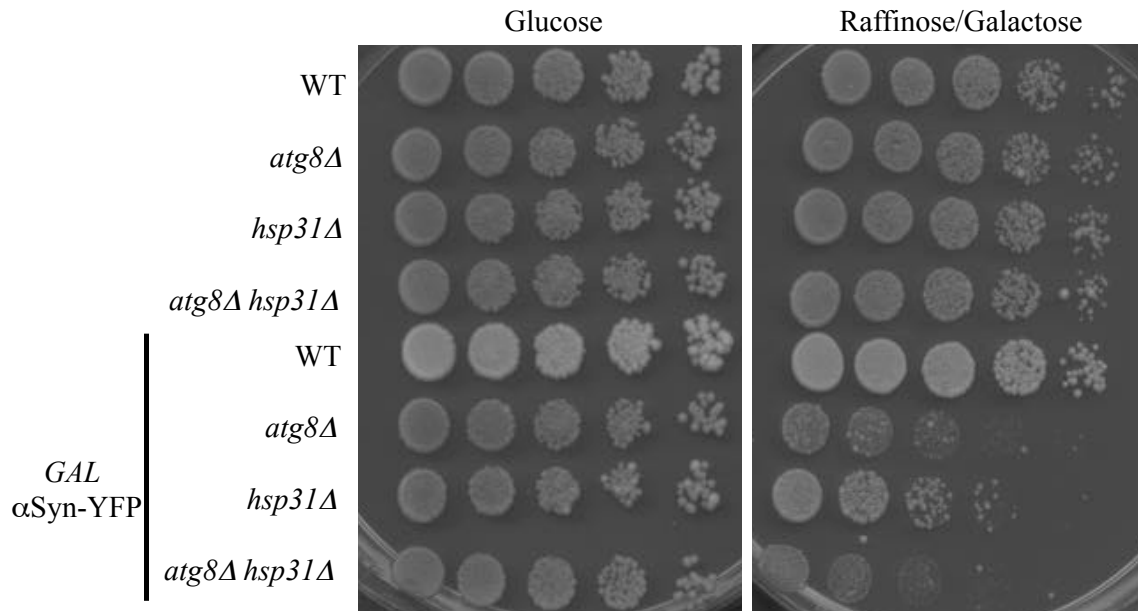 Glucose
Raffinose/Galactose
WT
atg8Δ
hsp31Δ
atg8Δ hsp31Δ
WT
atg8Δ
GAL
αSyn-YFP
hsp31Δ
atg8Δ hsp31Δ